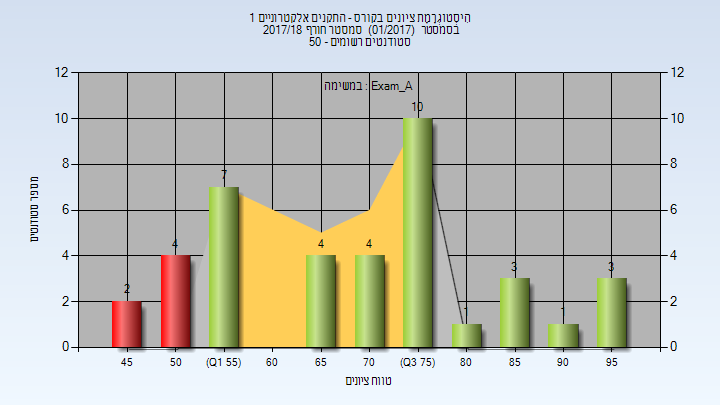 היסטוגרמת ציונים בקורס - התקנים אלקטרוניים 1
בסמסטר (01/2017) סמסטר חורף 2017/18
סטודנטים רשומים - 50
במשימה : Exam_A
12 12
10 10
8 8
6 6
4 4
2 2
0 0
מספר סטודנטים
2 4 7 4 4 10 1 3 1 3
45 50 (Q1 55) 60 65 70 (Q3 75) 80 85 90 95
טווח ציונים